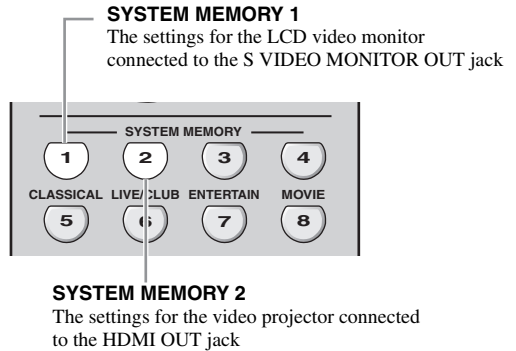 SYSTEM MEMORY 1
The settings for the LCD video monitor
connected to the S VIDEO MONITOR OUT jack
SYSTEM MEMORY
1 2 3 4
CLASSICAL LIVE/CLUB ENTERTAIN MOVIE
5 6 7 8
SYSTEM MEMORY 2
The settings for the video projector connected
to the HDMI OUT jack